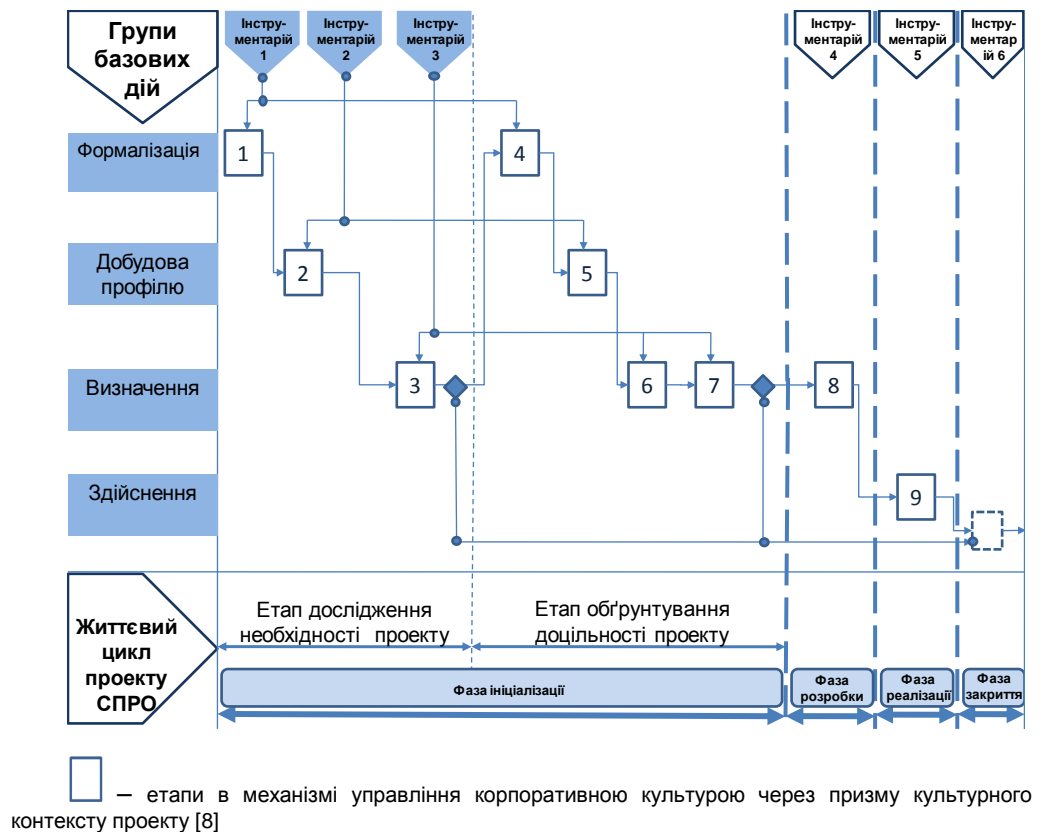 Групи
базових
дій
Інстру-
ментарій
1
Інстру-
ментарій
2
Інстру-
ментарій
3
Інстру-
ментарій
4
Інстру-
ментарій
5
Інстру-
ментар
ій 6
Формалізація
1
4
Добудова
профілю
2
5
Визначення
3
6
7
8
Здійснення
9
Життєвий
цикл
проекту
СПРО
Етап дослідження
необхідності проекту
Етап обґрунтування
доцільності проекту
Фаза ініціалізації
Фаза
розробки
Фаза
реалізації
Фаза
закриття
– етапи в механізмі управління корпоративною культурою через призму культурного
контексту проекту [8]